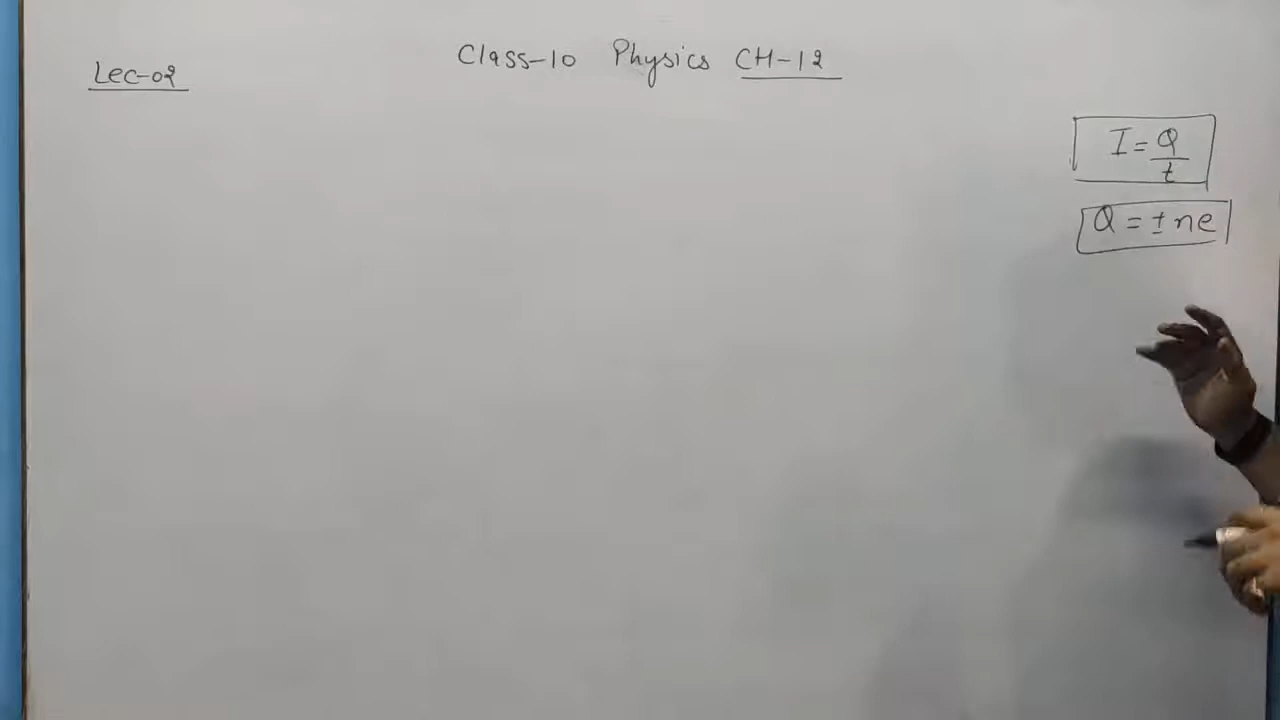 Class-10 Physics CH-12
Lec-02
I = Q/t
Q = ± ne